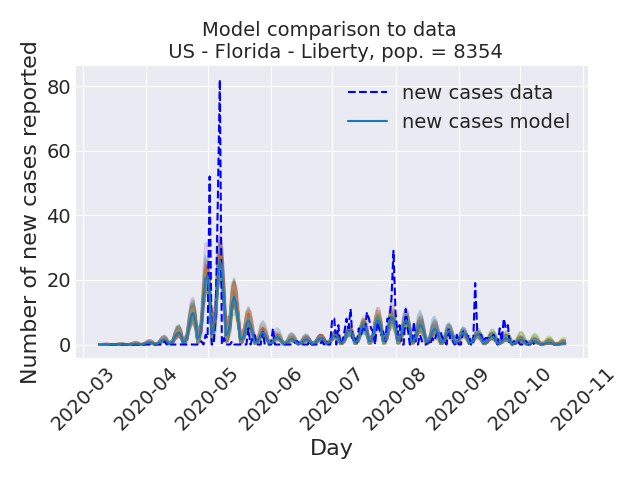 Model comparison to data
US - Florida - Liberty, pop. = 8354
Number of new cases reported
80
60
40
20
0
new cases data
new cases model
2020-03
2020-04
2020-05
2020-06
2020-07
2020-08
2020-09
2020-10
2020-11
Day